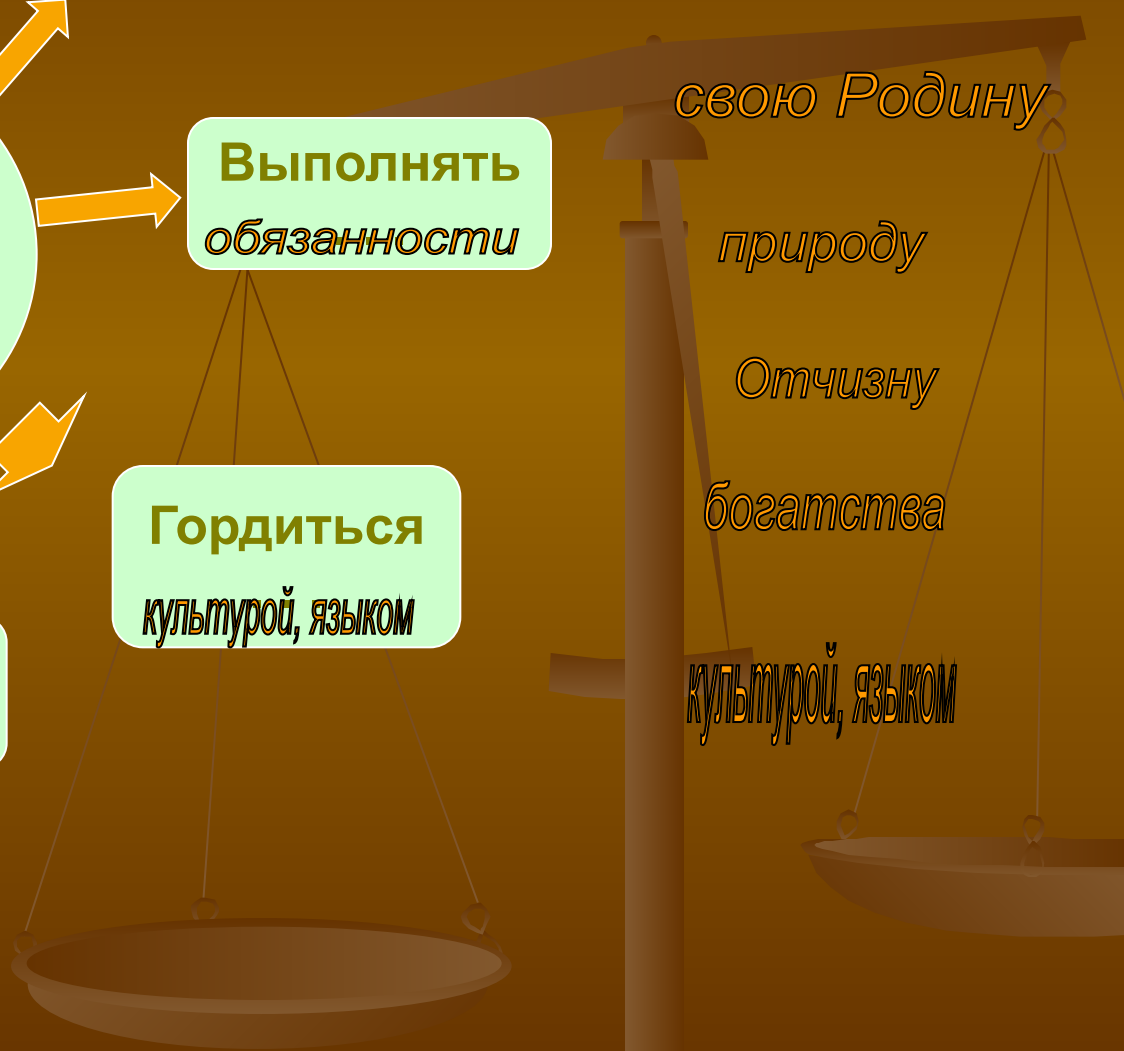 Выполнять
обязанности
Гордиться
культурой, языком
свою Родину
природу
Отчизну
богатства
культурой, языком